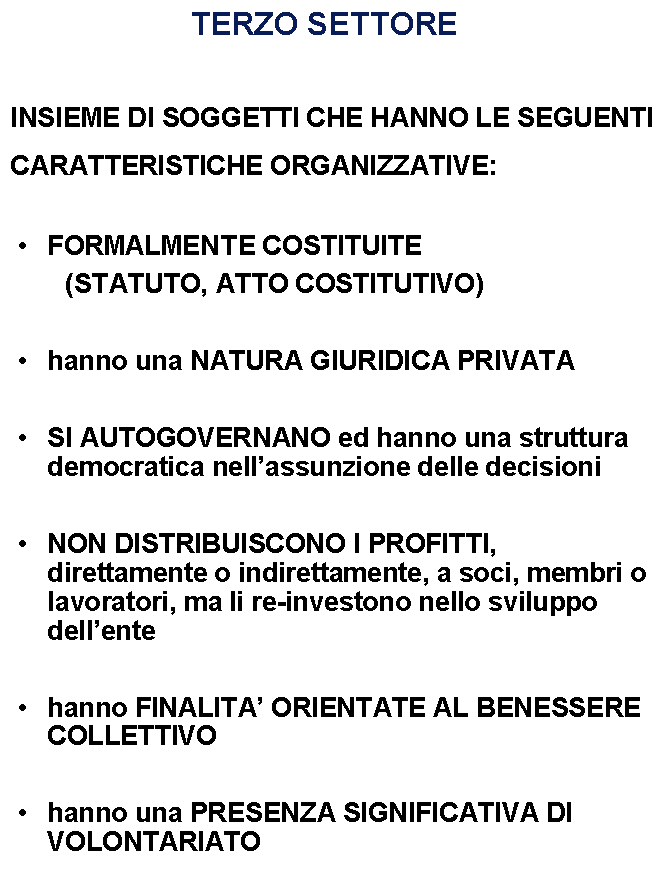 TERZO SETTORE
INSIEME DI SOGGETTI CHE HANNO LE SEGUENTI
CARATTERISTICHE ORGANIZZATIVE:
• FORMALMENTE COSTITUITE
(STATUTO, ATTO COSTITUTIVO)
• hanno una NATURA GIURIDICA PRIVATA
• SI AUTOGOVERNANO ed hanno una struttura
democratica nell’assunzione delle decisioni
• NON DISTRIBUISCONO I PROFITTI,
direttamente o indirettamente, a soci, membri o
lavoratori, ma li re-investono nello sviluppo
dell’ente
• hanno FINALITA’ ORIENTATE AL BENESSERE
COLLETTIVO
• hanno una PRESENZA SIGNIFICATIVA DI
VOLONTARIATO